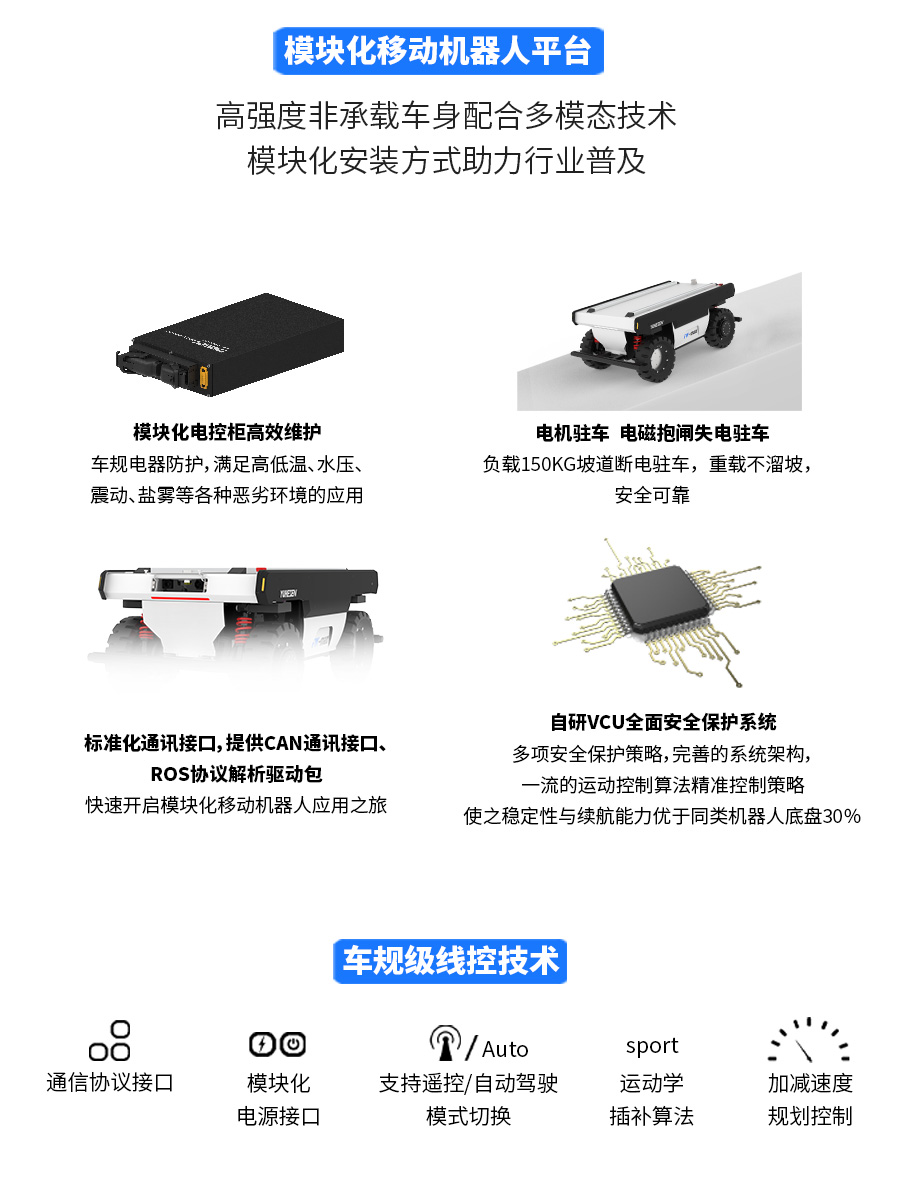 模块化移动机器人平台
高强度非承载车身配合多模态技术
模块化安装方式助力行业普及
模块化电控柜高效维护
车规电器防护,满足高低温、水压、
震动、盐雾等各种恶劣环境的应用
电机驻车 电磁抱闸失电驻车
负载150KG坡道断电驻车，重载不溜坡，
安全可靠
YUHESEN
标准化通讯接口,提供CAN通讯接口、
ROS协议解析驱动包
快速开启模块化移动机器人应用之旅
自研VCU全面安全保护系统
多项安全保护策略,完善的系统架构,
一流的运动控制算法精准控制策略
使之稳定性与续航能力优于同类机器人底盘30%
车规级线控技术
通信协议接口
模块化
电源接口
/Auto
支持遥控/自动驾驶
模式切换
sport
运动学
插补算法
加减速度
规划控制